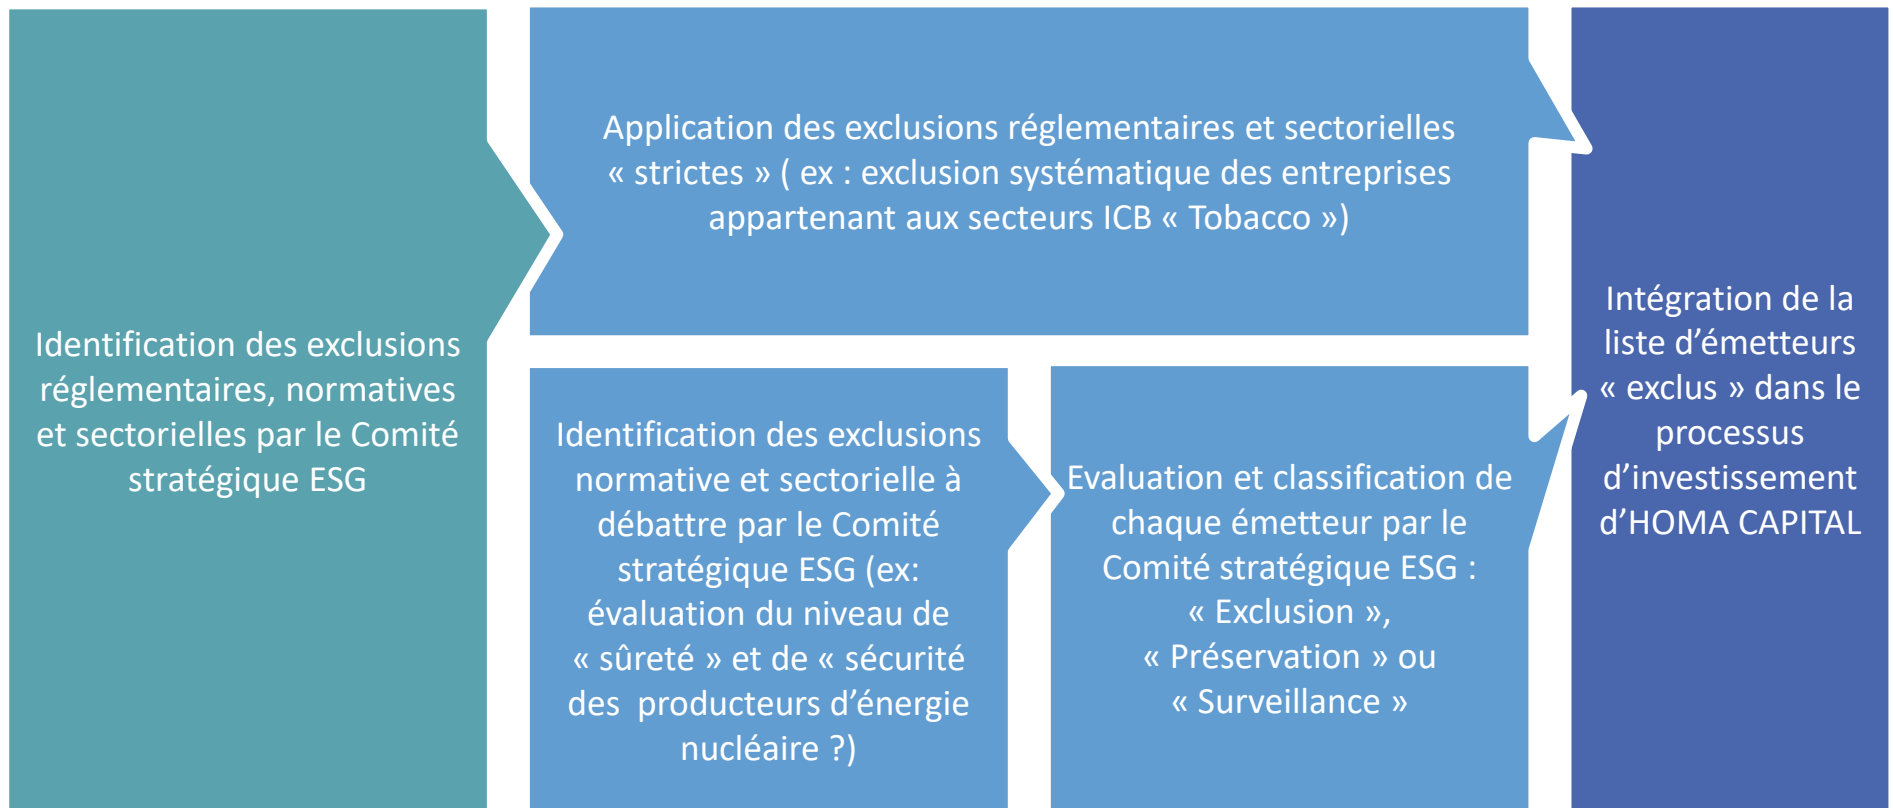 Identification des exclusions
réglementaires, normatives
et sectorielles par le Comité
stratégique ESG
Application des exclusions réglementaires et sectorielles
« strictes » ( ex : exclusion systématique des entreprises
appartenant aux secteurs ICB « Tobacco »)
Identification des exclusions
normative et sectorielle à
débattre par le Comité
stratégique ESG (ex:
évaluation du niveau de
« sûreté » et de « sécurité
des  producteurs d’énergie
nucléaire ?)
Evaluation et classification de
chaque émetteur par le
Comité stratégique ESG :
« Exclusion »,
« Préservation » ou
« Surveillance »
Intégration de la
liste d’émetteurs
« exclus » dans le
processus
d’investissement
d’HOMA CAPITAL